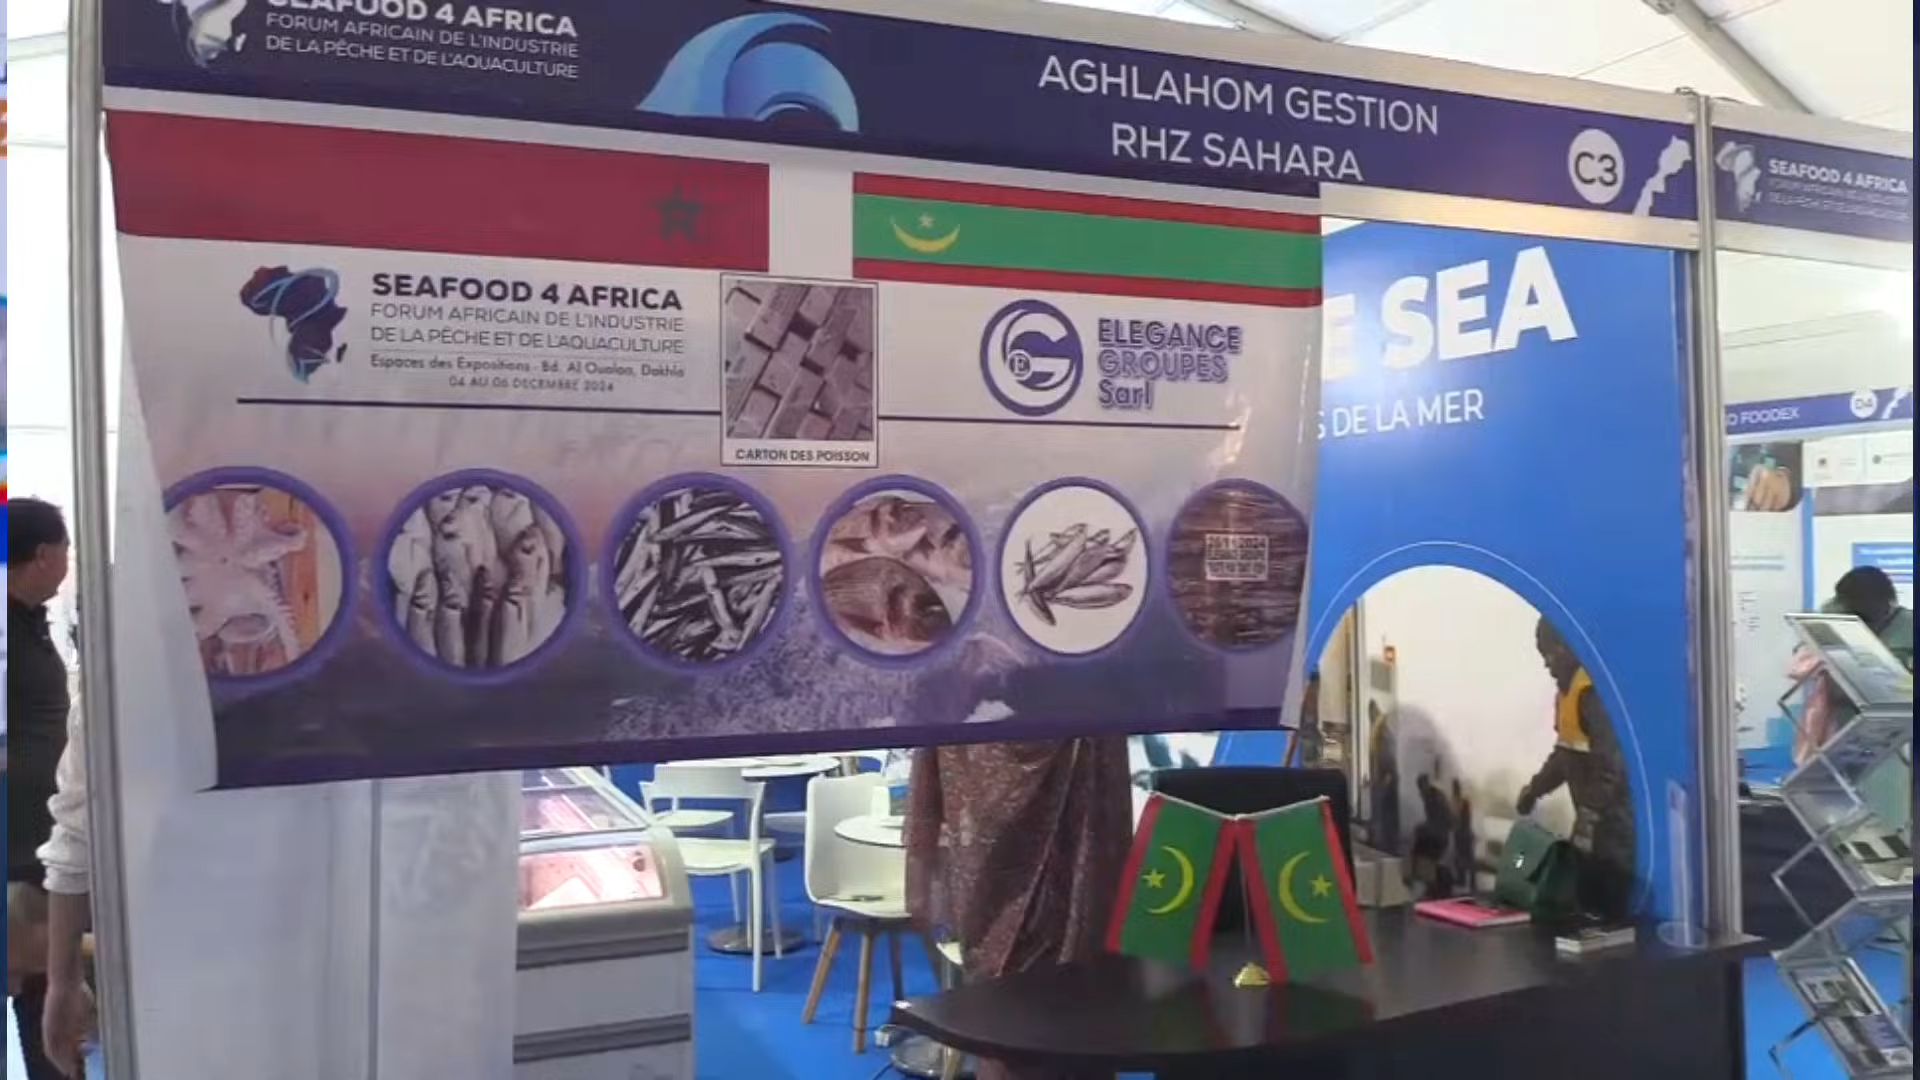 SEAFOOD 4 AFRICA
FORUM AFRICAIN DE L'INDUSTRIE
DE LA PÊCHE ET DE L'AQUACULTURE
AGHLAHOM GESTION
RHZ SAHARA
C3
SEAFOOD 4 AFRICA
SEAFOOD 4 AFRICA
FORUM AFRICAIN DE L'INDUSTRIE
DE LA PÊCHE ET DE L'AQUACULTURE
Espaces des Expositions - Bd. Al Oualaa, Dakhla
04 AU 06 DECEMBRE 2024
CARTON DES POISSON
ELEGANCE
GROUPES
Sarl
SEA
DE LA MER
FOODEX
D4